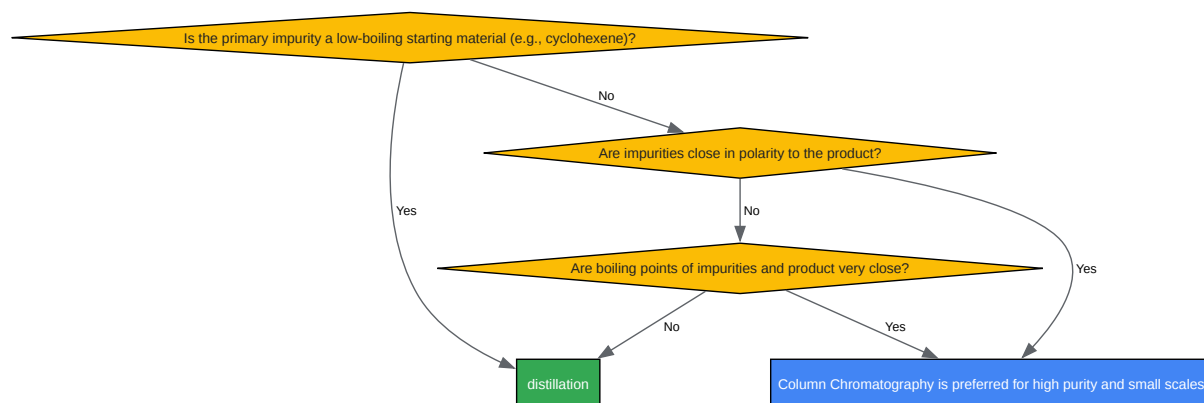 Is the primary impurity a low-boiling starting material (e.g., cyclohexene)?
No
Are impurities close in polarity to the product?
Yes
No
Yes
Are boiling points of impurities and product very close?
No
Yes
distillation
Column Chromatography is preferred for high purity and small scales